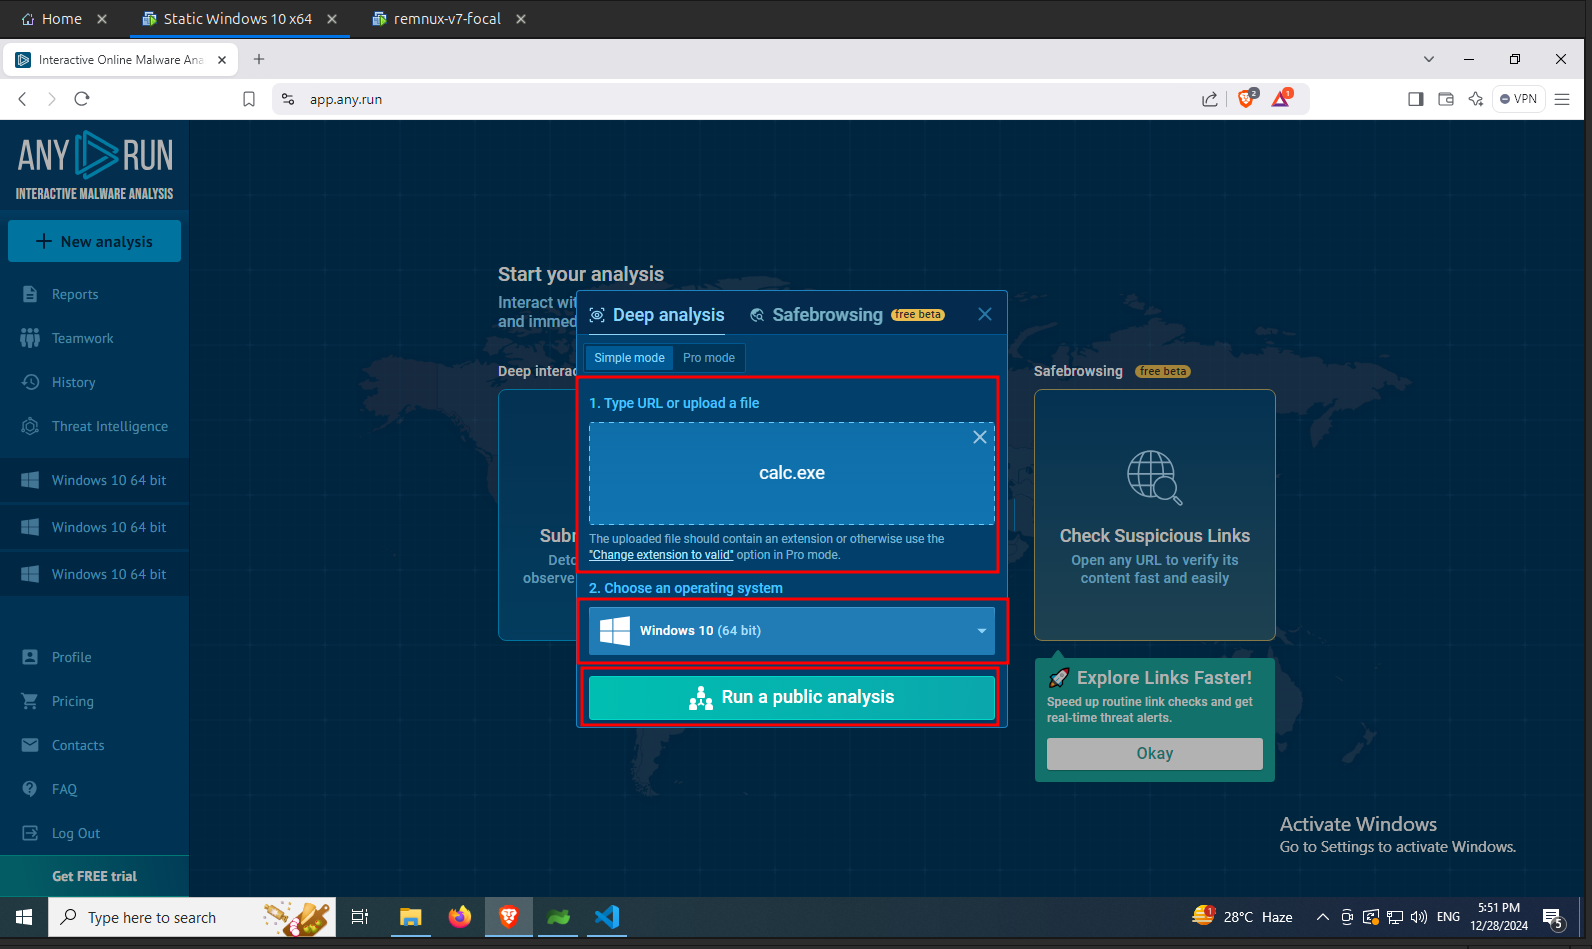 Home
Static Windows 10 x64
remnux-v7-focal
Interactive Online Malware Ana
app.any.run
2
1
VPN
ANY RUN
INTERACTIVE MALWARE ANALYSIS
New analysis
Reports
Teamwork
History
Threat Intelligence
Windows 10 64 bit
Windows 10 64 bit
Windows 10 64 bit
Profile
Pricing
Contacts
FAQ
Log Out
Get FREE trial
Start your analysis
Interact wit
and immed
Deep interac
Subr
Deto
observe
Deep analysis
Safebrowsing free beta
Simple mode
Pro mode
1. Type URL or upload a file
calc.exe
The uploaded file should contain an extension or otherwise use the
"Change extension to valid" option in Pro mode.
2. Choose an operating system
Windows 10 (64 bit)
Run a public analysis
Safebrowsing free beta
Check Suspicious Links
Open any URL to verify its
content fast and easily
Explore Links Faster!
Speed up routine link checks and get
real-time threat alerts.
Okay
Activate Windows
Go to Settings to activate Windows.
Type here to search
1
28°C Haze
ENG
5:51 PM
12/28/2024
5